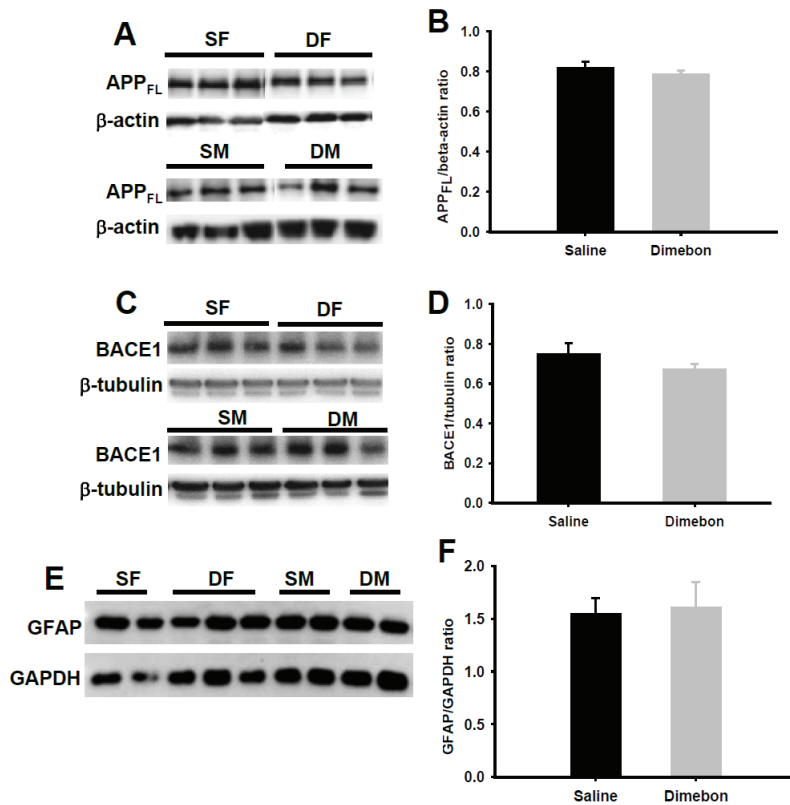 A
SF DF
APPFL
β-actin
SM DM
APPFL
β-actin
B
APPFL/beta-actin ratio
1.0
0.8
0.6
0.4
0.2
0.0
Saline Dimebon
C
SF DF
BACE1
β-tubulin
SM DM
BACE1
β-tubulin
D
BACE1/tubulin ratio
1.0
0.8
0.6
0.4
0.2
0.0
Saline Dimebon
E
SF DF SM DM
GFAP
GAPDH
F
GFAP/GAPDH ratio
2.0
1.5
1.0
0.5
0.0
Saline Dimebon